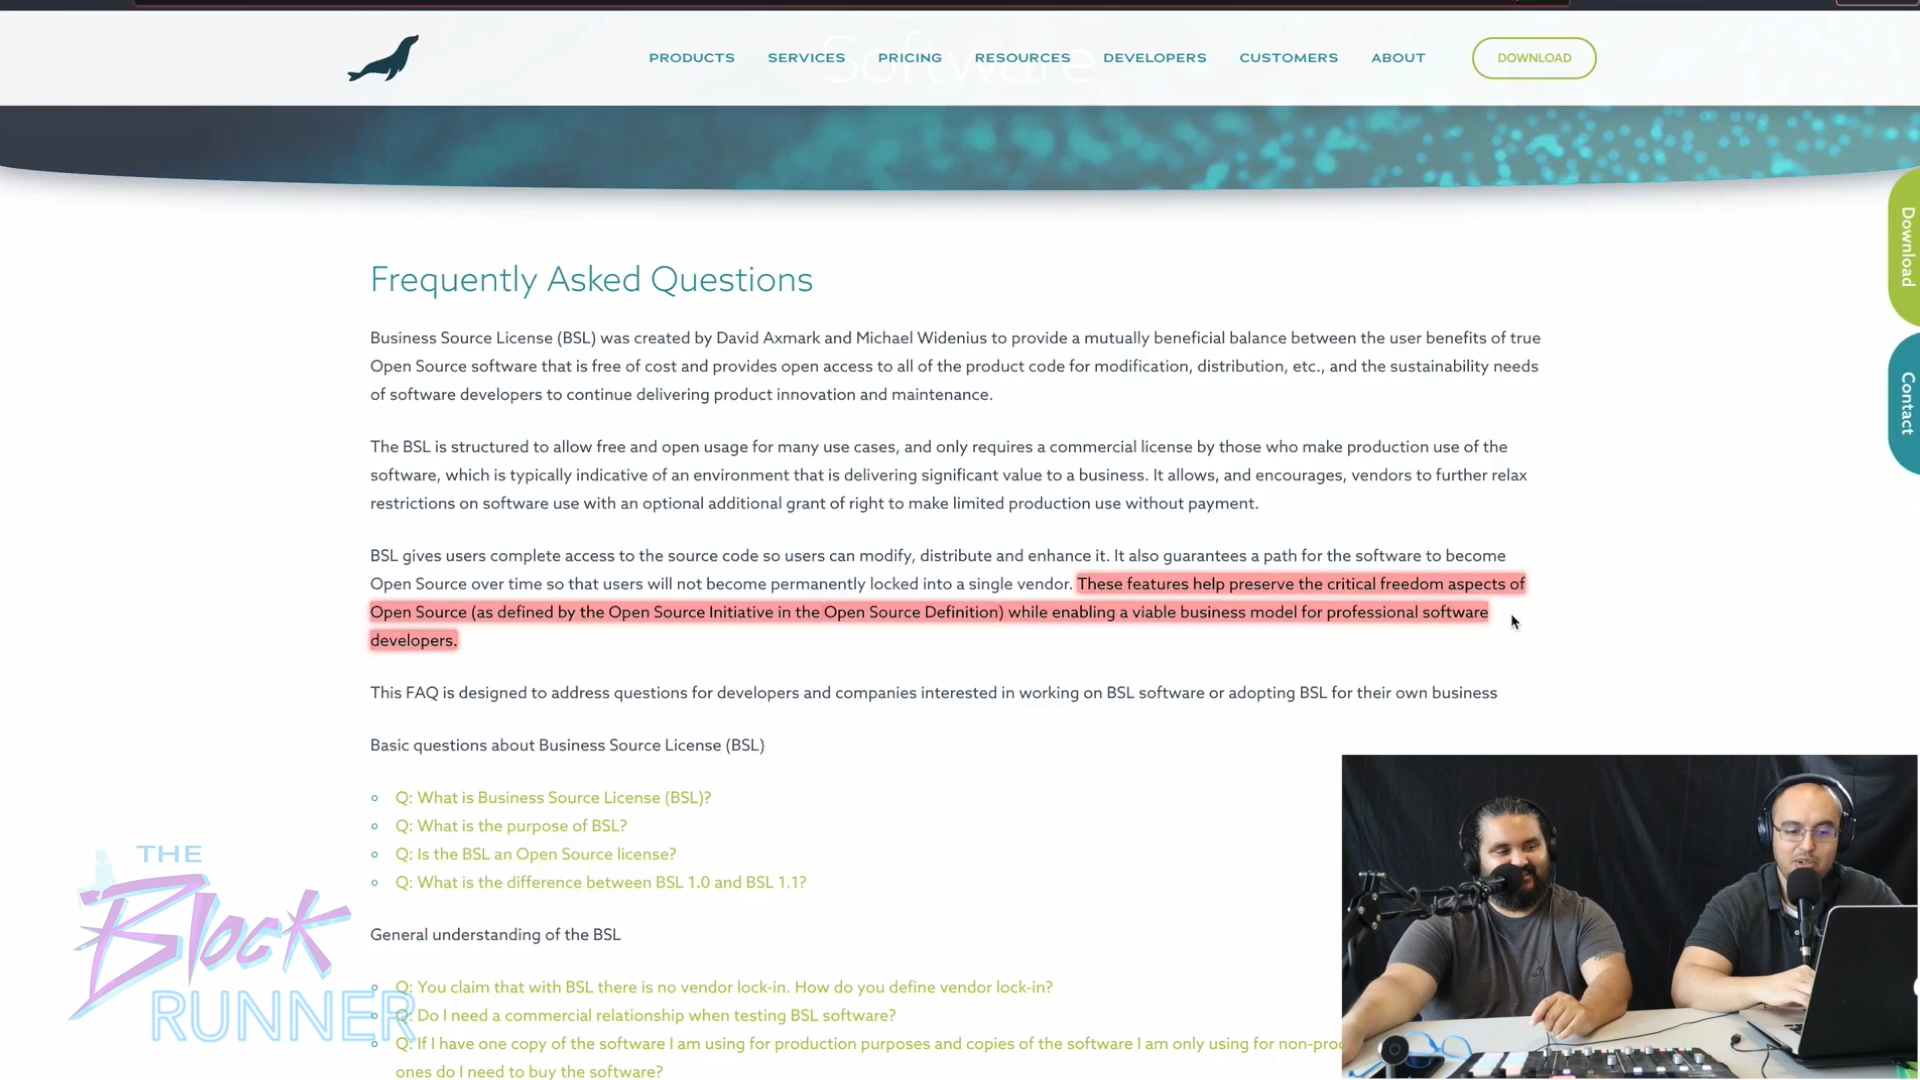 Software
PRODUCTS SERVICES PRICING RESOURCES DEVELOPERS CUSTOMERS ABOUT DOWNLOAD
Download
Contact
Frequently Asked Questions
Business Source License (BSL) was created by David Axmark and Michael Widenius to provide a mutually beneficial balance between the user benefits of true
Open Source software that is free of cost and provides open access to all of the product code for modification, distribution, etc., and the sustainability needs
of software developers to continue delivering product innovation and maintenance.
The BSL is structured to allow free and open usage for many use cases, and only requires a commercial license by those who make production use of the
software, which is typically indicative of an environment that is delivering significant value to a business. It allows, and encourages, vendors to further relax
restrictions on software use with an optional additional grant of right to make limited production use without payment.
BSL gives users complete access to the source code so users can modify, distribute and enhance it. It also guarantees a path for the software to become
Open Source over time so that users will not become permanently locked into a single vendor. These features help preserve the critical freedom aspects of
Open Source (as defined by the Open Source Initiative in the Open Source Definition) while enabling a viable business model for professional software
developers.
This FAQ is designed to address questions for developers and companies interested in working on BSL software or adopting BSL for their own business
Basic questions about Business Source License (BSL)
Q: What is Business Source License (BSL)?
Q: What is the purpose of BSL?
Q: Is the BSL an Open Source license?
Q: What is the difference between BSL 1.0 and BSL 1.1?
General understanding of the BSL
Q: You claim that with BSL there is no vendor lock-in. How do you define vendor lock-in?
Q: Do I need a commercial relationship when testing BSL software?
Q: If I have one copy of the software I am using for production purposes and copies of the software I am only using for non-proc
ones do I need to buy the software?
THE
Block
RUNNER